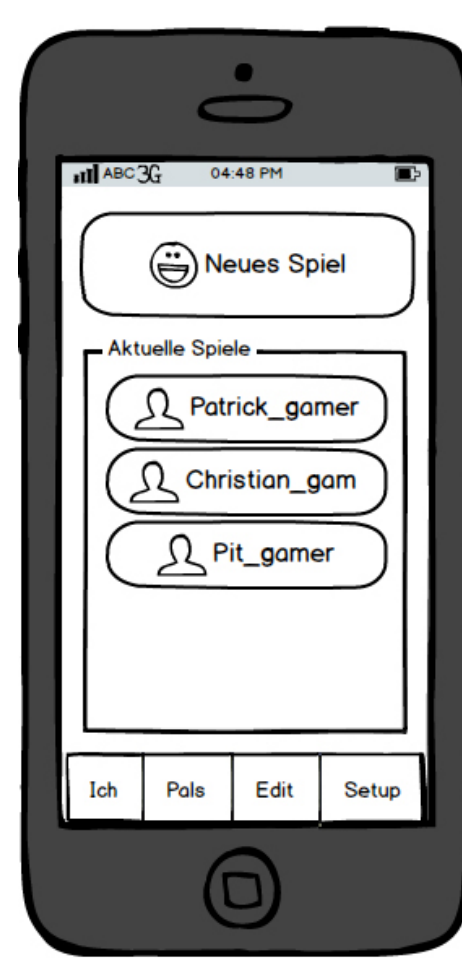 ABC 3G 04:48 PM
Neues Spiel
Aktuelle Spiele
Patrick_gamer
Christian_gam
Pit_gamer
Ich Pals Edit Setup